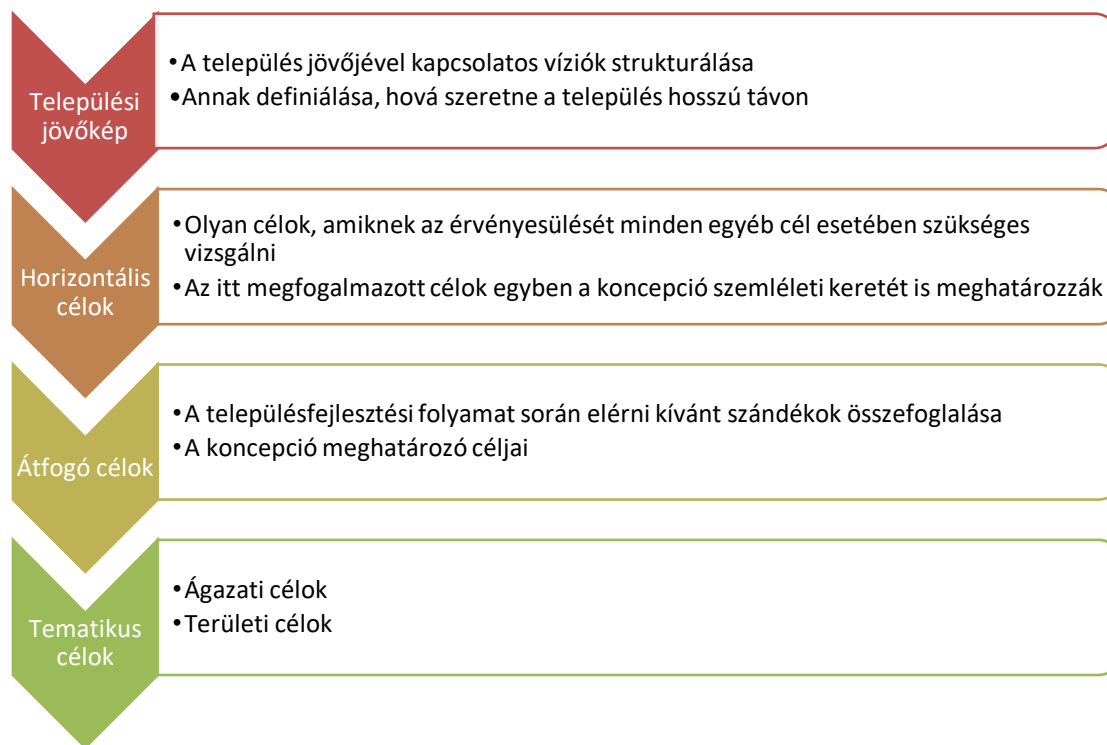 Települési
jövőkép
•A település jövőjével kapcsolatos víziók strukturálása
•Annak definiálása, hová szeretne a település hosszú távon
Horizontális
célok
•Olyan célok, amiknek az érvényesülését minden egyéb cél esetében szükséges
vizsgálni
•Az itt megfogalmazott célok egyben a koncepció szemléleti keretét is meghatározzák
Átfogó célok
•A településfejlesztési folyamat során elérni kívánt szándékok összefoglalása
•A koncepció meghatározó céljai
Tematikus
célok
•Ágazati célok
•Területi célok